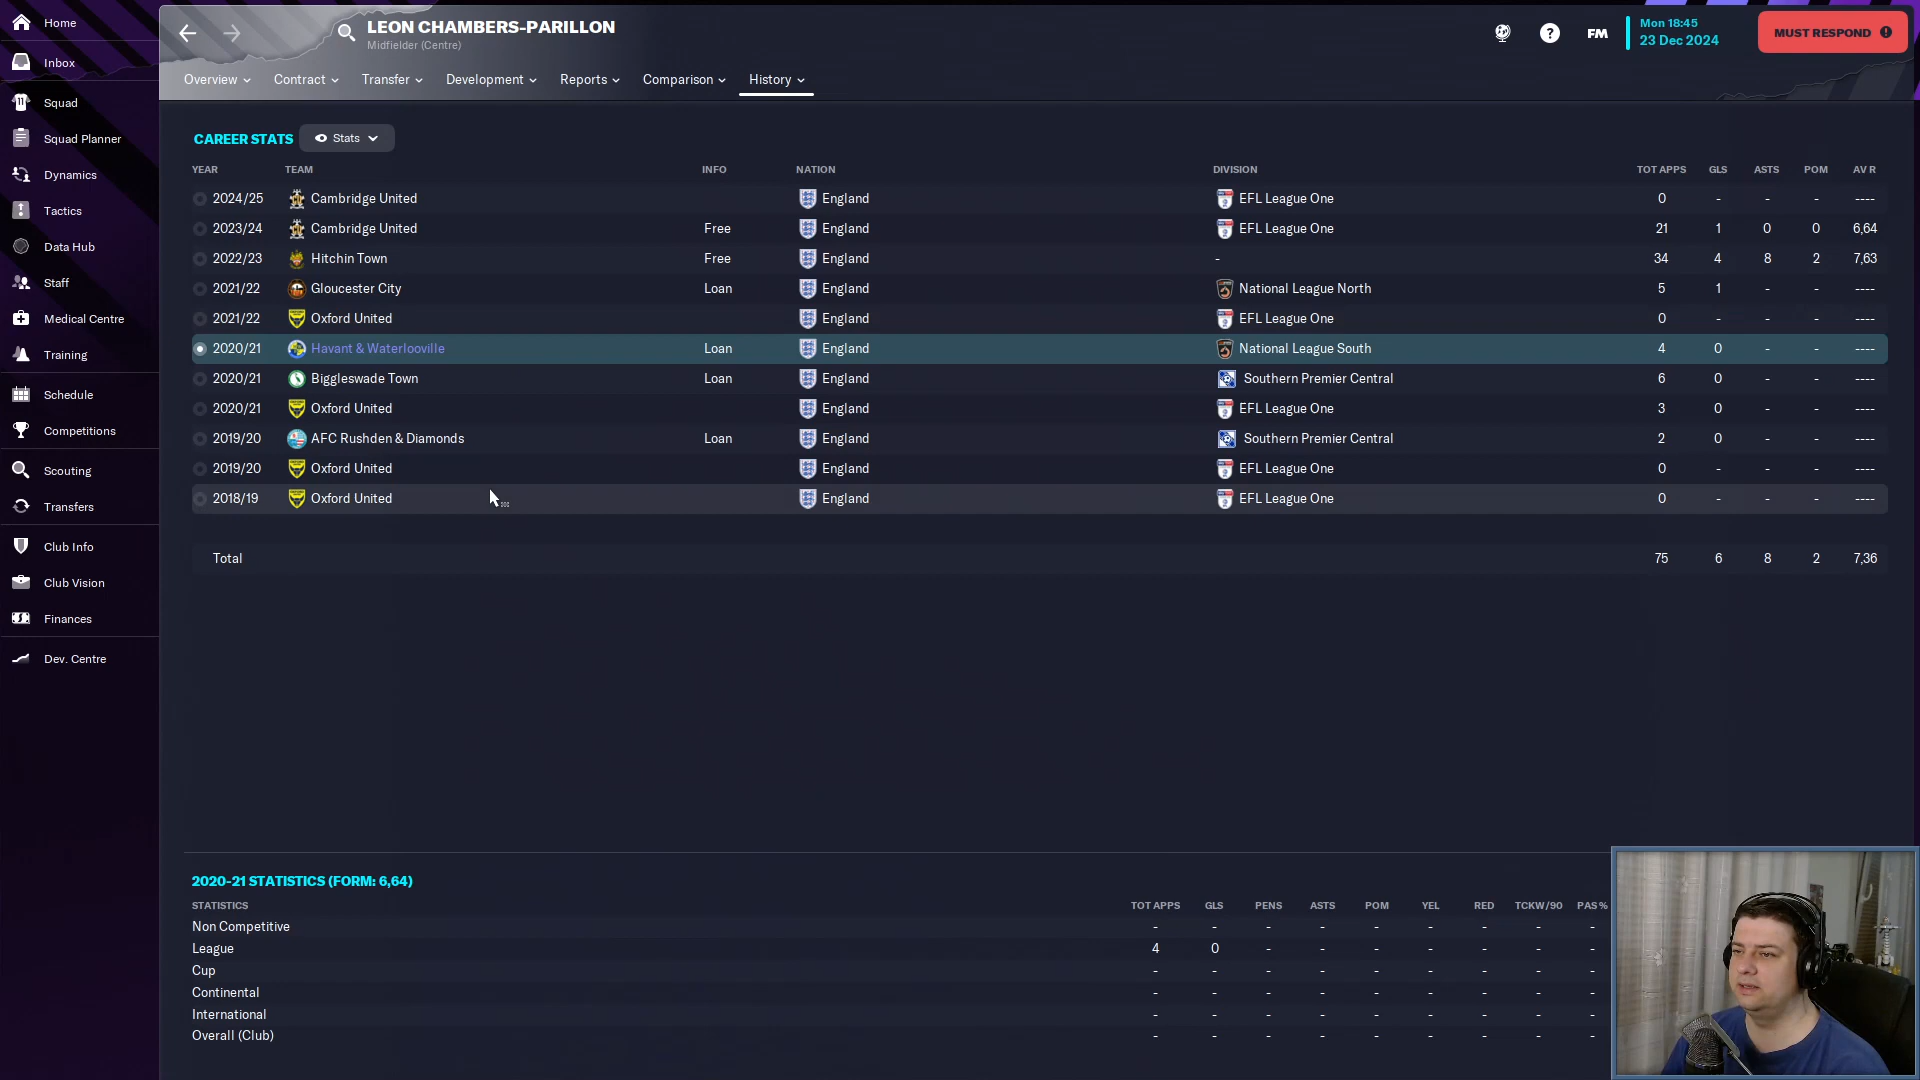 Home
Inbox
Squad
Squad Planner
Dynamics
Tactics
Data Hub
Staff
Medical Centre
Training
Schedule
Competitions
Scouting
Transfers
Club Info
Club Vision
Finances
Dev. Centre
LEON CHAMBERS-PARILLON
Midfielder (Centre)
? FM Mon 18:45
23 Dec 2024
MUST RESPOND
Overview Contract Transfer Development Reports Comparison History
CAREER STATS Stats
YEAR TEAM INFO NATION DIVISION TOT APPS GLS ASTS POM AV R
2024/25 Cambridge United England EFL League One 0 - - - ----
2023/24 Cambridge United Free England EFL League One 21 1 0 0 6,64
2022/23 Hitchin Town Free England - 34 4 8 2 7,63
2021/22 Gloucester City Loan England National League North 5 1 - - ----
2021/22 Oxford United England EFL League One 0 - - - ----
2020/21 Havant & Waterlooville Loan England National League South 4 0 - - ----
2020/21 Biggleswade Town Loan England Southern Premier Central 6 0 - - ----
2020/21 Oxford United England EFL League One 3 0 - - ----
2019/20 AFC Rushden & Diamonds Loan England Southern Premier Central 2 0 - - ----
2019/20 Oxford United England EFL League One 0 - - - ----
2018/19 Oxford United England EFL League One 0 - - - ----
Total 75 6 8 2 7,36
2020-21 STATISTICS (FORM: 6,64)
STATISTICS TOT APPS GLS PENS ASTS POM YEL RED TCKW/90 PAS %
Non Competitive - - - - - - - - -
League 4 0 - - - - - - -
Cup - - - - - - - - -
Continental - - - - - - - - -
International - - - - - - - - -
Overall (Club) - - - - - - - - -